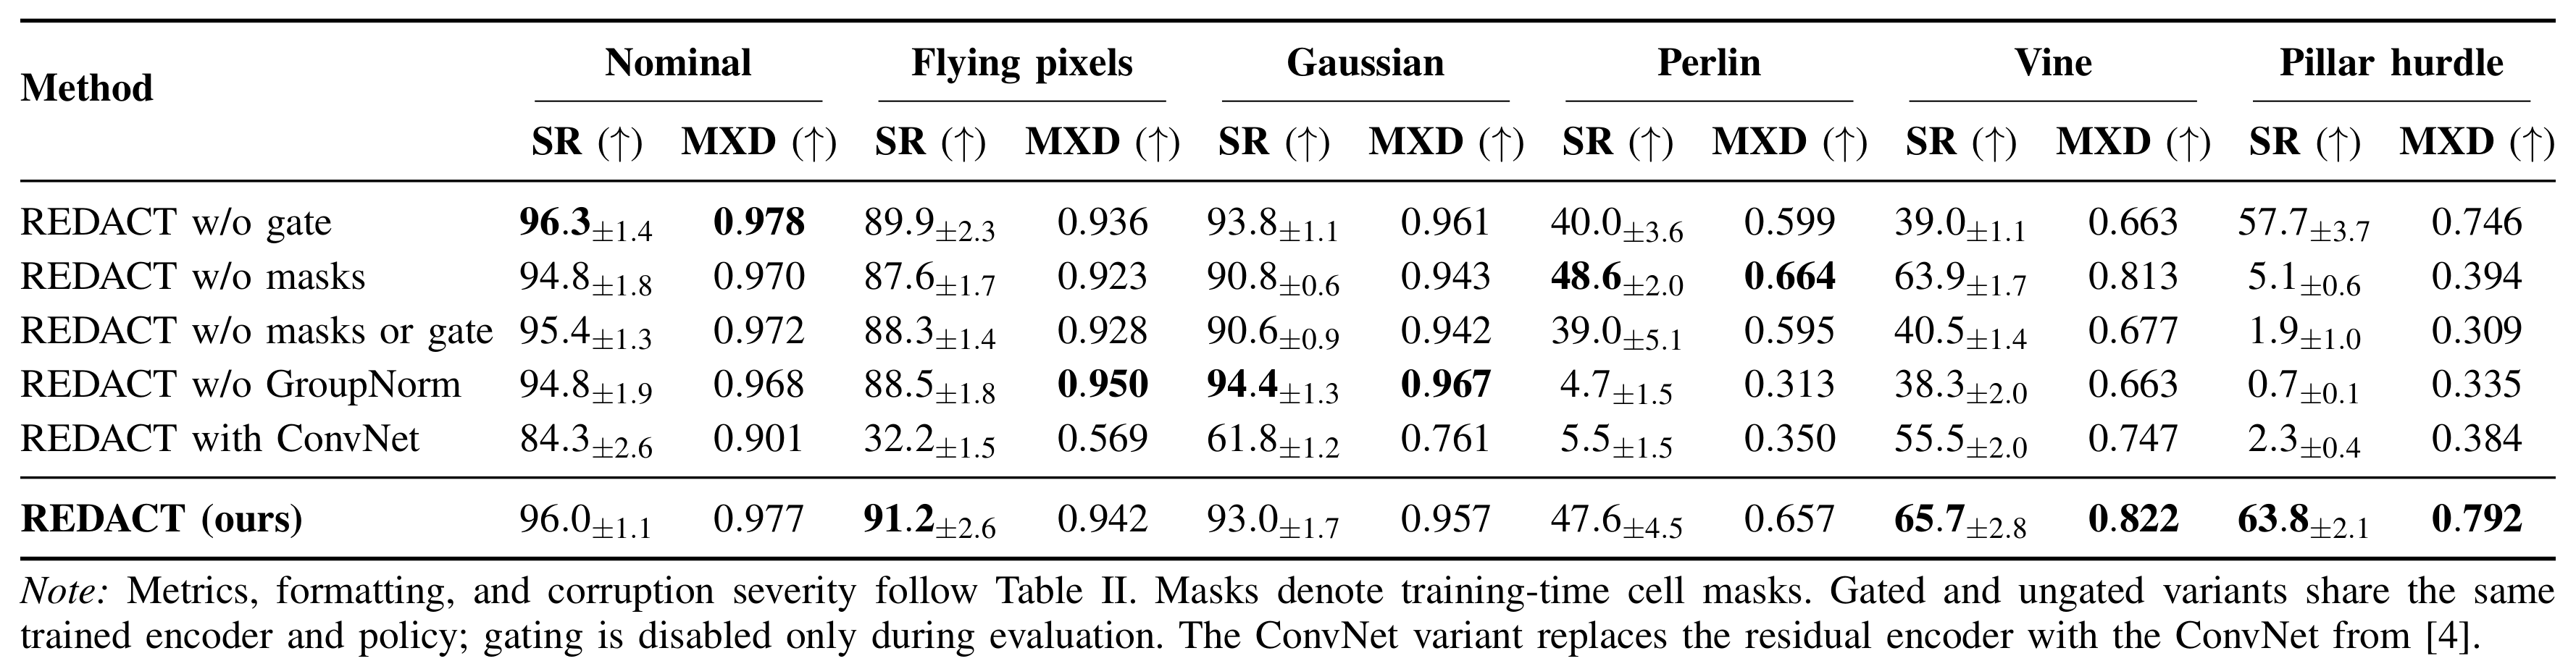 Method Nominal Flying pixels Gaussian Perlin Vine Pillar hurdle
SR (↑) MXD (↑) SR (↑) MXD (↑) SR (↑) MXD (↑) SR (↑) MXD (↑) SR (↑) MXD (↑) SR (↑) MXD (↑)
REDACT w/o gate 96.3±1.4 0.978 89.9±2.3 0.936 93.8±1.1 0.961 40.0±3.6 0.599 39.0±1.1 0.663 57.7±3.7 0.746
REDACT w/o masks 94.8±1.8 0.970 87.6±1.7 0.923 90.8±0.6 0.943 48.6±2.0 0.664 63.9±1.7 0.813 5.1±0.6 0.394
REDACT w/o masks or gate 95.4±1.3 0.972 88.3±1.4 0.928 90.6±0.9 0.942 39.0±5.1 0.595 40.5±1.4 0.677 1.9±1.0 0.309
REDACT w/o GroupNorm 94.8±1.9 0.968 88.5±1.8 0.950 94.4±1.3 0.967 4.7±1.5 0.313 38.3±2.0 0.663 0.7±0.1 0.335
REDACT with ConvNet 84.3±2.6 0.901 32.2±1.5 0.569 61.8±1.2 0.761 5.5±1.5 0.350 55.5±2.0 0.747 2.3±0.4 0.384
REDACT (ours) 96.0±1.1 0.977 91.2±2.6 0.942 93.0±1.7 0.957 47.6±4.5 0.657 65.7±2.8 0.822 63.8±2.1 0.792
Note: Metrics, formatting, and corruption severity follow Table II. Masks denote training-time cell masks. Gated and ungated variants share the same
trained encoder and policy; gating is disabled only during evaluation. The ConvNet variant replaces the residual encoder with the ConvNet from [4].